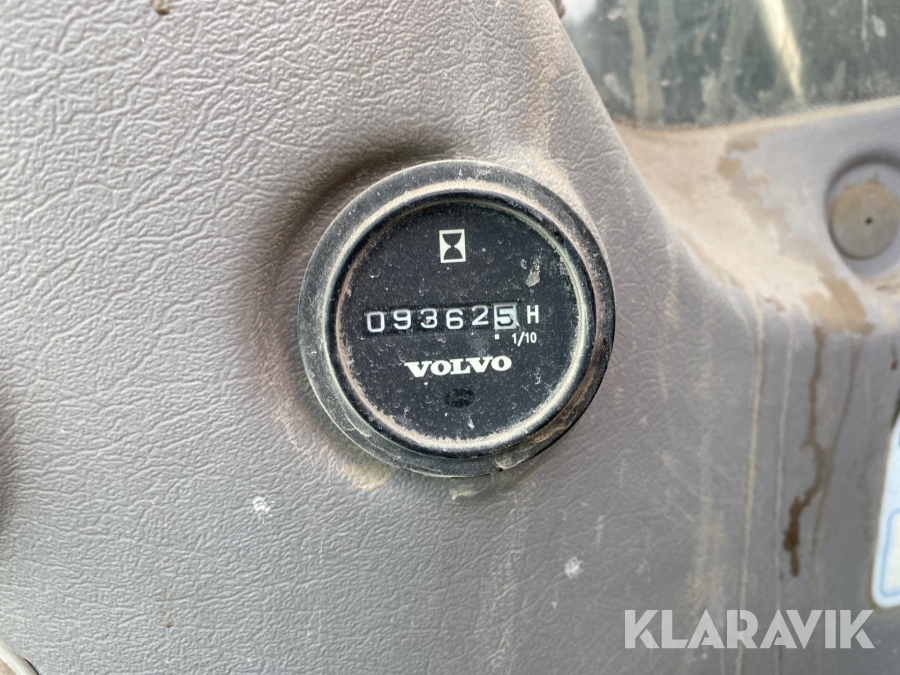 093625 H
1/10
VOLVO
KLARAVIK